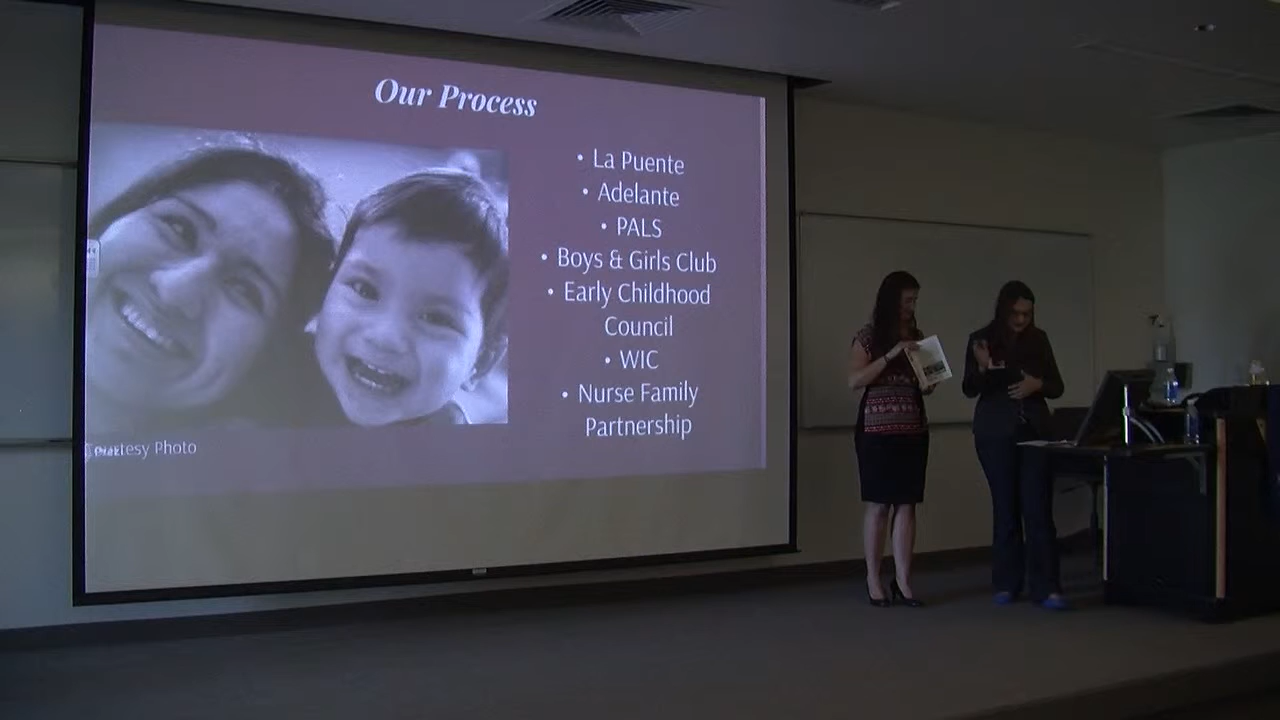 Our Process
• La Puente
• Adelante
• PALS
• Boys & Girls Club
• Early Childhood
Council
• WIC
• Nurse Family
Partnership
Courtesy Photo